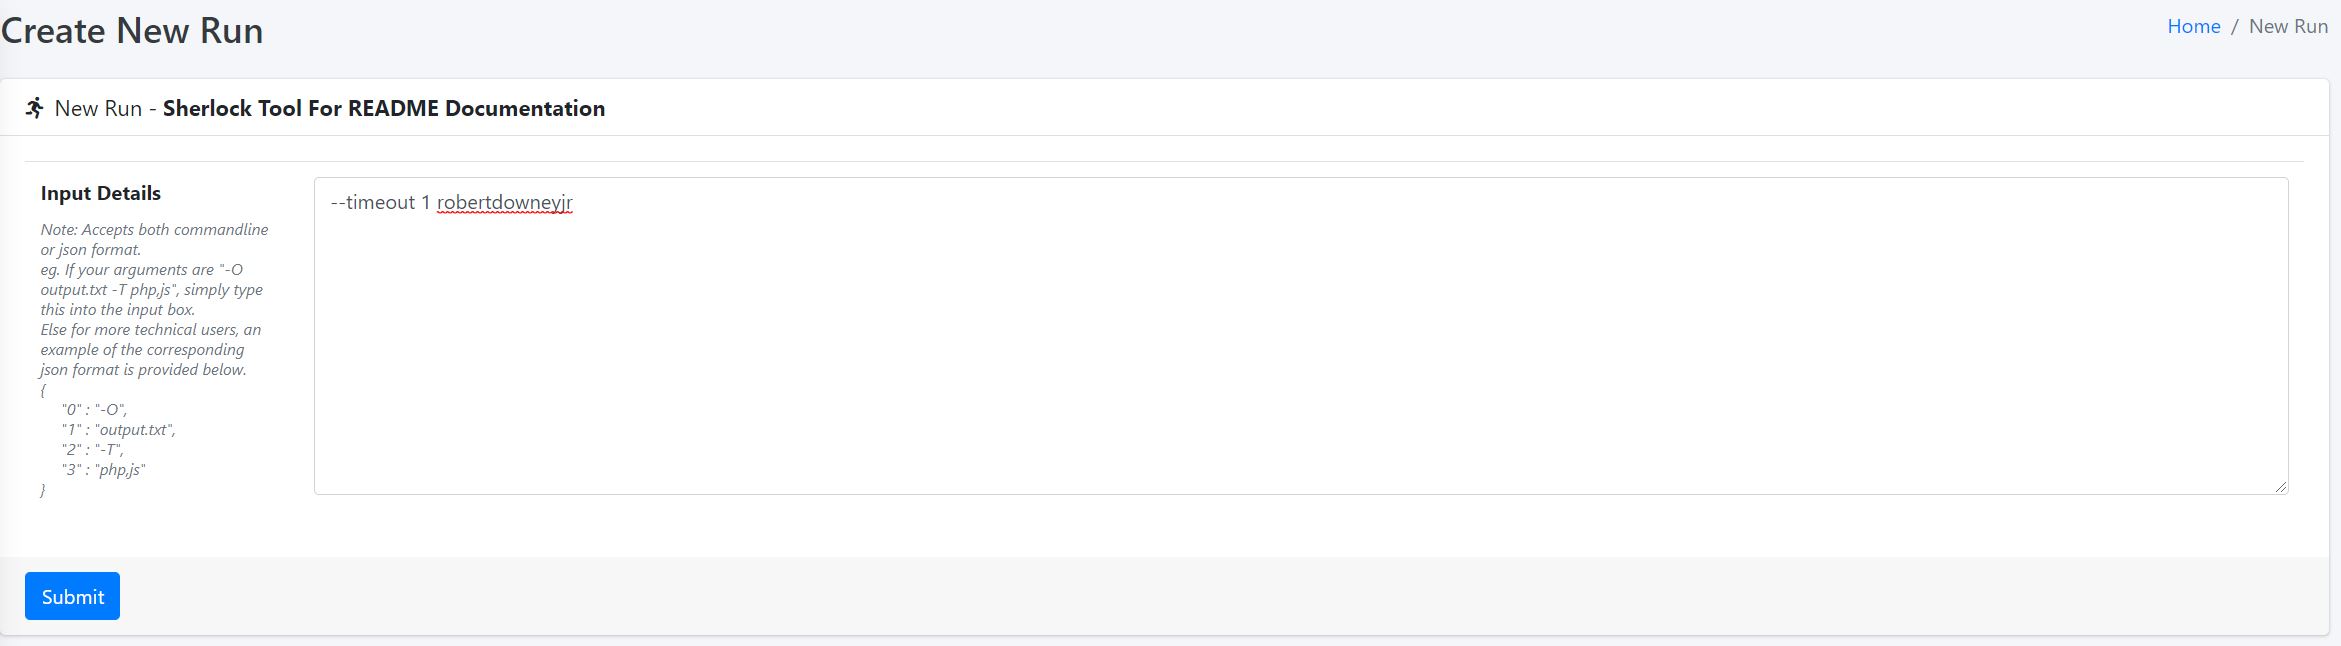 Create New Run
Home / New Run
New Run - Sherlock Tool For README Documentation
Input Details
Note: Accepts both commandline
or json format.
eg. If your arguments are "-O
output.txt -T php,js", simply type
this into the input box.
Else for more technical users, an
example of the corresponding
json format is provided below.
{
"0" : "-O",
"1" : "output.txt",
"2" : "-T",
"3" : "php,js"
}
--timeout 1 robertdowneyjr
Submit